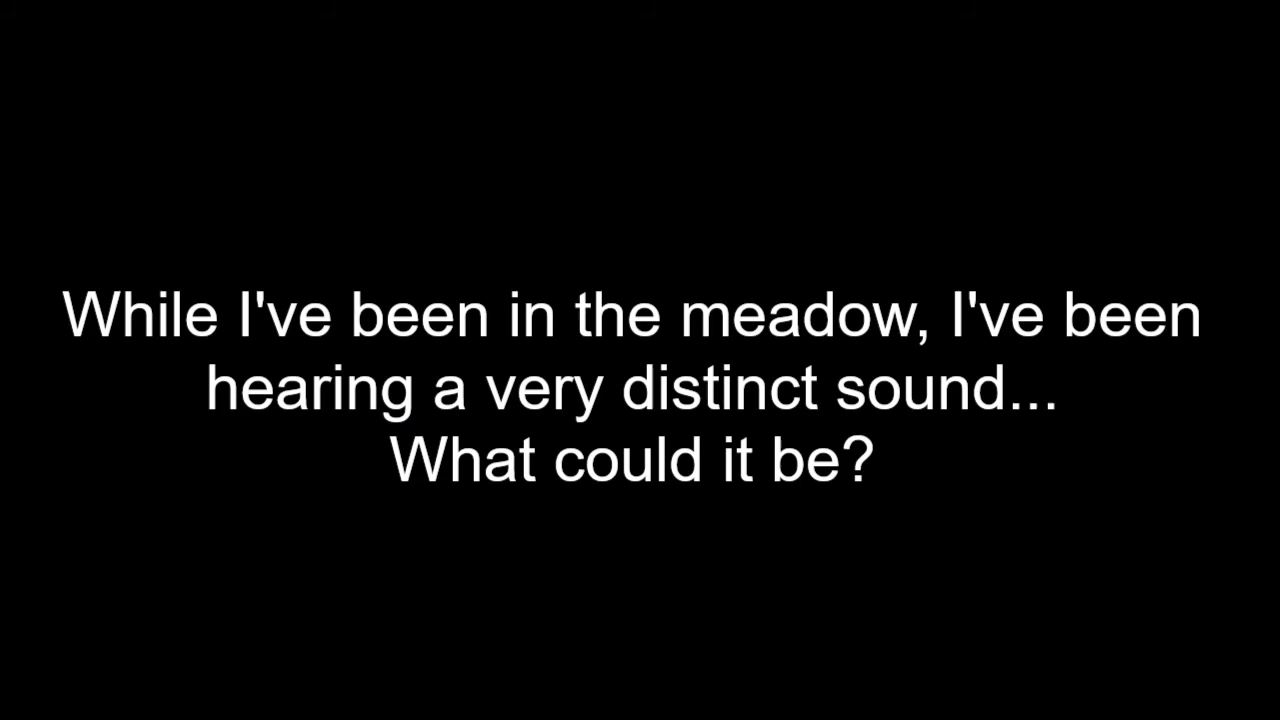 While I've been in the meadow, I've been
hearing a very distinct sound...
What could it be?